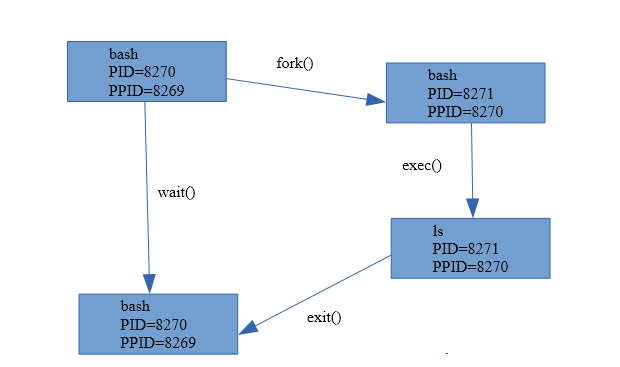 bash
PID=8270
PPID=8269
fork()
bash
PID=8271
PPID=8270
exec()
wait()
ls
PID=8271
PPID=8270
bash
PID=8270
PPID=8269
exit()